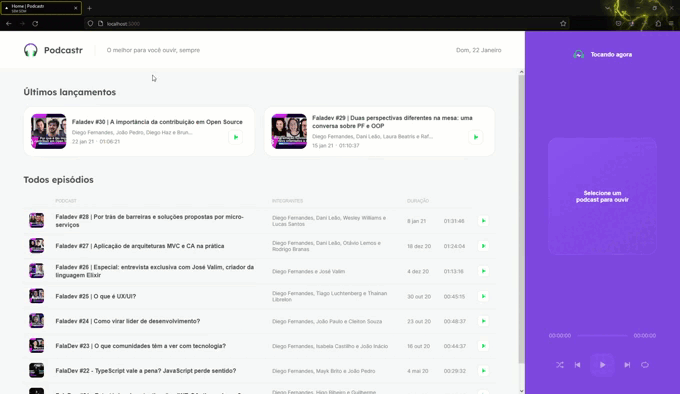 Home | Podcastr
localhost:3000
Podcastr
O melhor para você ouvir, sempre
Dom, 22 Janeiro
Tocando agora
Últimos lançamentos
Faladev #30 | A importância da contribuição em Open Source
Diego Fernandes, João Pedro, Diego Haz e Brun...
22 jan 21 • 01:06:21
Faladev #29 | Duas perspectivas diferentes na mesa: uma
conversa sobre PF e OOP
Diego Fernandes, Dani Leão, Laura Beatris e Raf...
15 jan 21 • 01:10:37
Selecione um
podcast para ouvir
Todos episódios
PODCAST
INTEGRANTES
DURAÇÃO
Faladev #28 | Por trás de barreiras e soluções propostas por micro-
serviços
Diego Fernandes, Dani Leão, Wesley Williams e
Lucas Santos
8 jan 21
01:31:46
Faladev #27 | Aplicação de arquiteturas MVC e CA na prática
Diego Fernandes, Dani Leão, Otávio Lemos e
Rodrigo Branas
18 dez 20
01:24:04
Faladev #26 | Especial: entrevista exclusiva com José Valim, criador da
linguagem Elixir
Diego Fernandes e José Valim
4 dez 20
01:13:16
Faladev #25 | O que é UX/UI?
Diego Fernandes, Tiago Luchtenberg e Thainan
Librelon
30 out 20
00:45:15
Faladev #24 | Como virar líder de desenvolvimento?
Diego Fernandes, João Paulo e Cleiton Souza
23 out 20
00:48:37
FalaDev #23 | O que comunidades têm a ver com tecnologia?
Diego Fernandes, Isabela Castilho e João Inácio
16 out 20
00:44:37
FalaDev #22 - TypeScript vale a pena? JavaScript perde sentido?
Diego Fernandes, Mayk Brito e João Pedro
4 mai 20
00:29:32
00:00:00
00:00:00